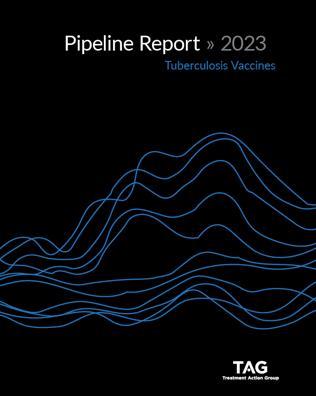 Pipeline Report » 2023
Tuberculosis Vaccines
TAG
Treatment Action Group